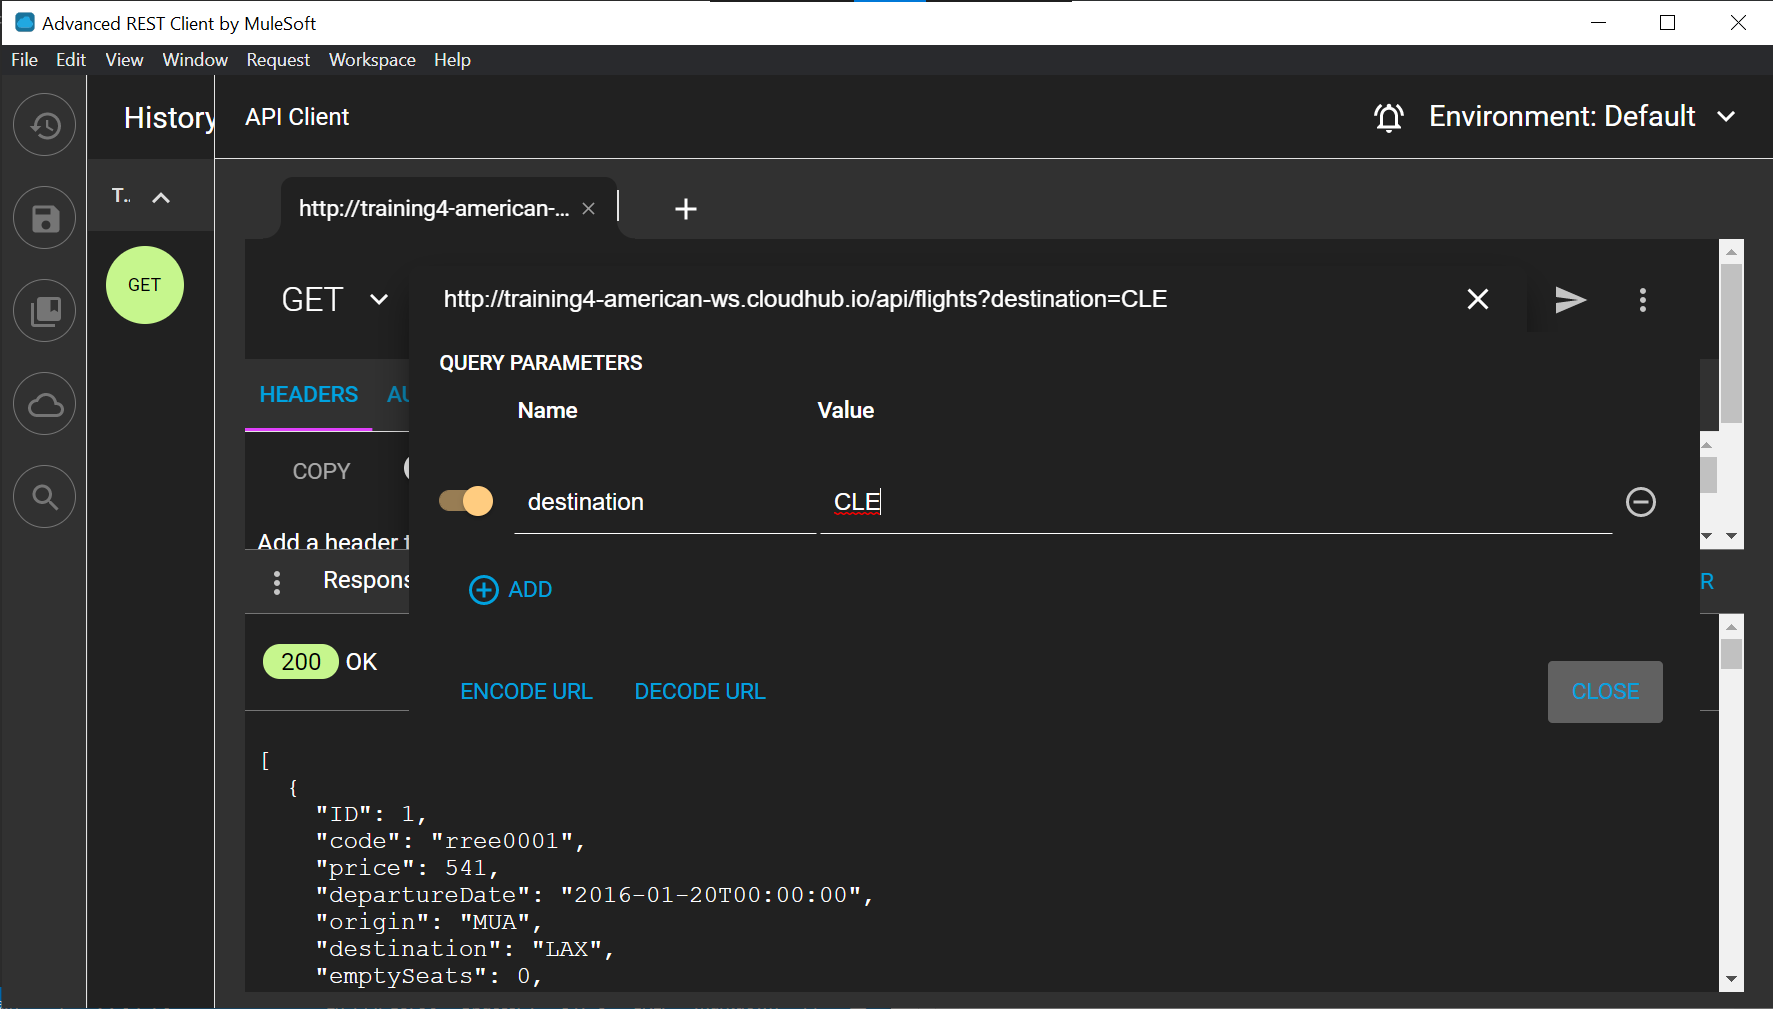 Advanced REST Client by MuleSoft
File Edit View Window Request Workspace Help
History
API Client
Environment: Default
T..
http://training4-american-...
GET
GET
http://training4-american-ws.cloudhub.io/api/flights?destination=CLE
QUERY PARAMETERS
HEADERS AU
Name Value
COPY
destination CLE
Add a header t
Respons
ADD
R
200 OK
ENCODE URL DECODE URL CLOSE
[
{
"ID": 1,
"code": "rree0001",
"price": 541,
"departureDate": "2016-01-20T00:00:00",
"origin": "MUA",
"destination": "LAX",
"emptySeats": 0,